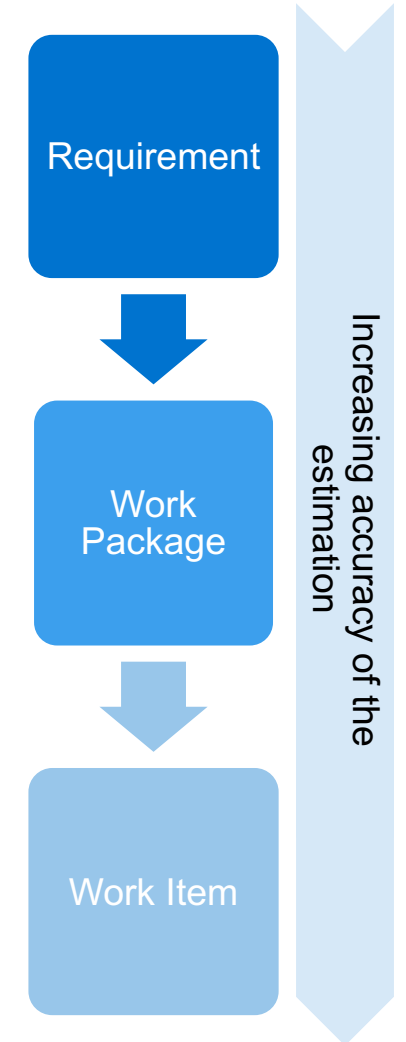 Requirement
Work
Package
Work Item
Increasing accuracy of the
estimation